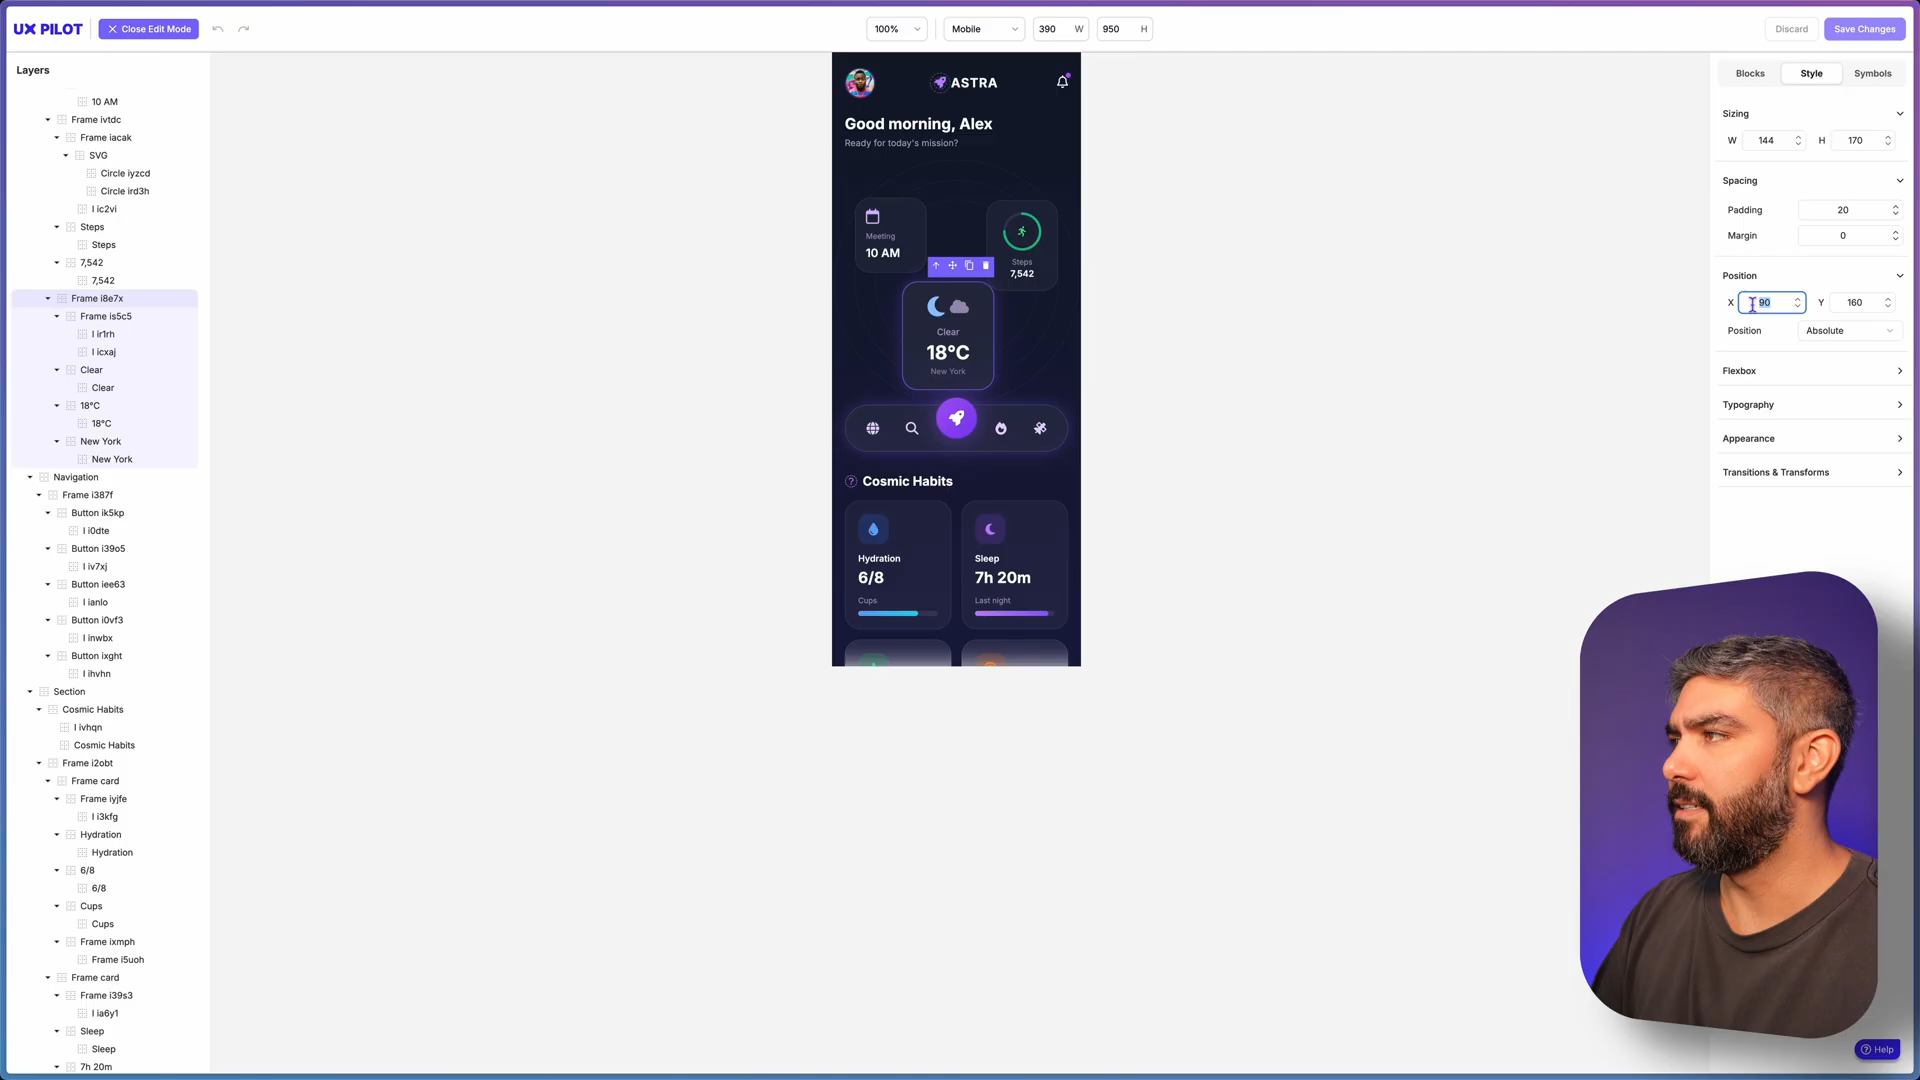 UX PILOT
Close Edit Mode
100%
Mobile
390 W
950 H
Discard
Save Changes
Layers
10 AM
Frame ivtdc
Frame iacak
SVG
Circle iyzcd
Circle ird3h
I ic2vi
Steps
Steps
7,542
7,542
Frame i8e7x
Frame is5c5
I ir1rh
I icxaj
Clear
Clear
18°C
18°C
New York
New York
Navigation
Frame i387f
Button ik5kp
I i0dte
Button i39o5
I iv7xj
Button iee63
I ianlo
Button i0vf3
I inwbx
Button ixght
I ihvhn
Section
Cosmic Habits
I ivhqn
Cosmic Habits
Frame i2obt
Frame card
Frame iyjfe
I i3kfg
Hydration
Hydration
6/8
6/8
Cups
Cups
Frame ixmph
Frame i5uoh
Frame card
Frame i39s3
I ia6y1
Sleep
Sleep
7h 20m
ASTRA
Good morning, Alex
Ready for today's mission?
Meeting
10 AM
Steps
7,542
Clear
18°C
New York
Cosmic Habits
Hydration
6/8
Cups
Sleep
7h 20m
Last night
Blocks
Style
Symbols
Sizing
W 144
H 170
Spacing
Padding 20
Margin 0
Position
X 90
Y 160
Position Absolute
Flexbox
Typography
Appearance
Transitions & Transforms
Help